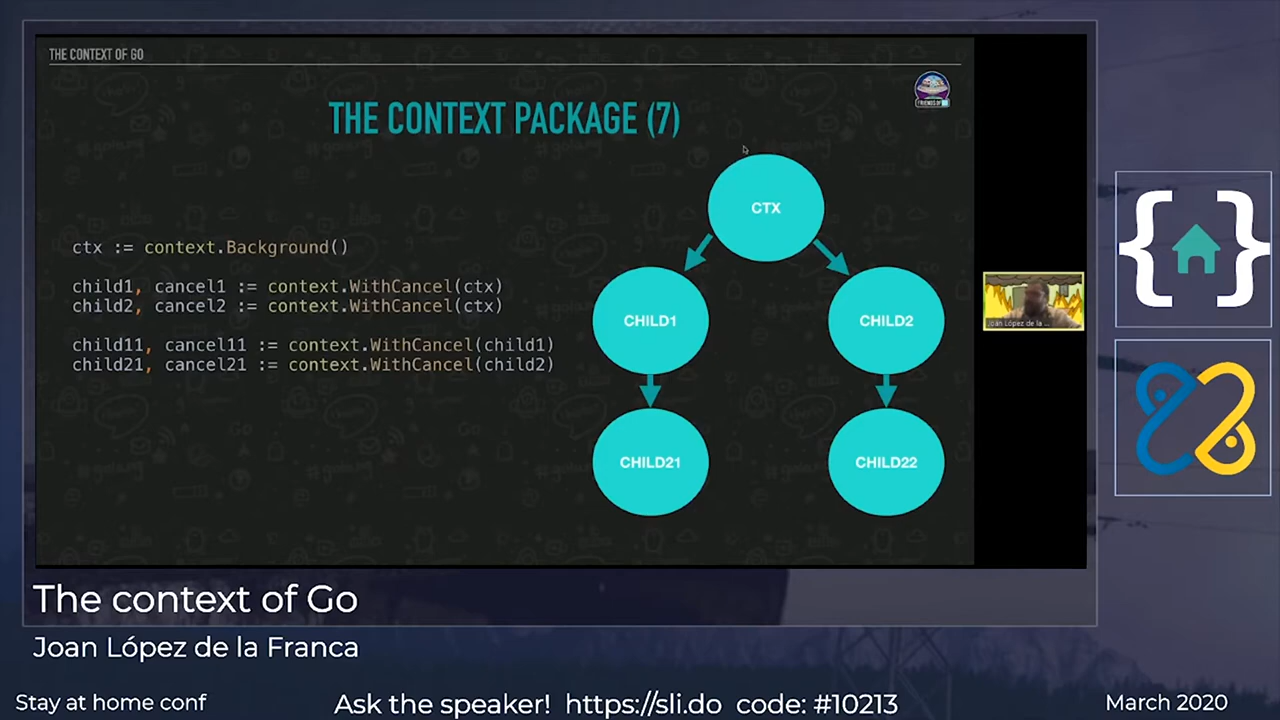 THE CONTEXT OF GO
THE CONTEXT PACKAGE (7)
ctx := context.Background()
child1, cancel1 := context.WithCancel(ctx)
child2, cancel2 := context.WithCancel(ctx)
child11, cancel11 := context.WithCancel(child1)
child21, cancel21 := context.WithCancel(child2)
CTX
CHILD1
CHILD2
CHILD21
CHILD22
FRIENDS OF GO
Joan López de la ...
{ }
The context of Go
Joan López de la Franca
Stay at home conf
Ask the speaker! https://sli.do code: #10213
March 2020